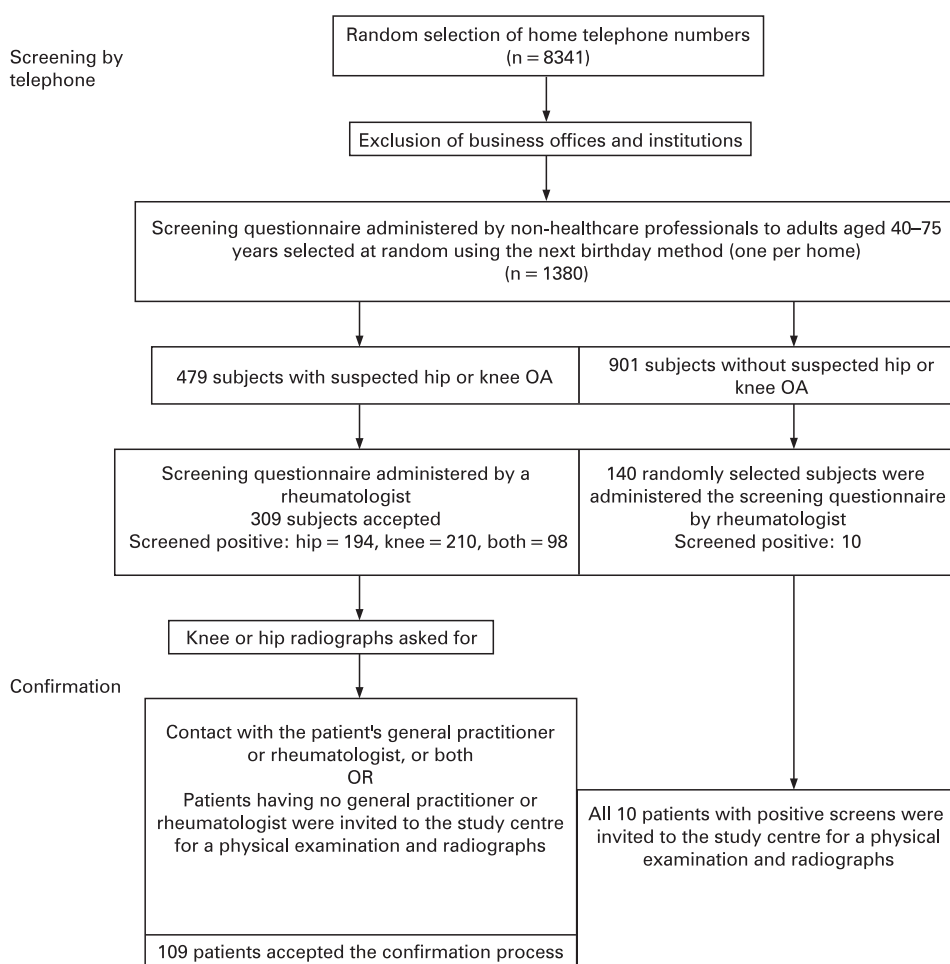 Screening by
telephone
Random selection of home telephone numbers
(n = 8341)
Exclusion of business offices and institutions
Screening questionnaire administered by non-healthcare professionals to adults aged 40–75
years selected at random using the next birthday method (one per home)
(n = 1380)
479 subjects with suspected hip or knee OA
901 subjects without suspected hip or
knee OA
Screening questionnaire administered by a
rheumatologist
309 subjects accepted
Screened positive: hip = 194, knee = 210, both = 98
140 randomly selected subjects were
administered the screening questionnaire
by rheumatologist
Screened positive: 10
Knee or hip radiographs asked for
Confirmation
Contact with the patient's general practitioner
or rheumatologist, or both
OR
Patients having no general practitioner or
rheumatologist were invited to the study centre
for a physical examination and radiographs
All 10 patients with positive screens were
invited to the study centre for a physical
examination and radiographs
109 patients accepted the confirmation process